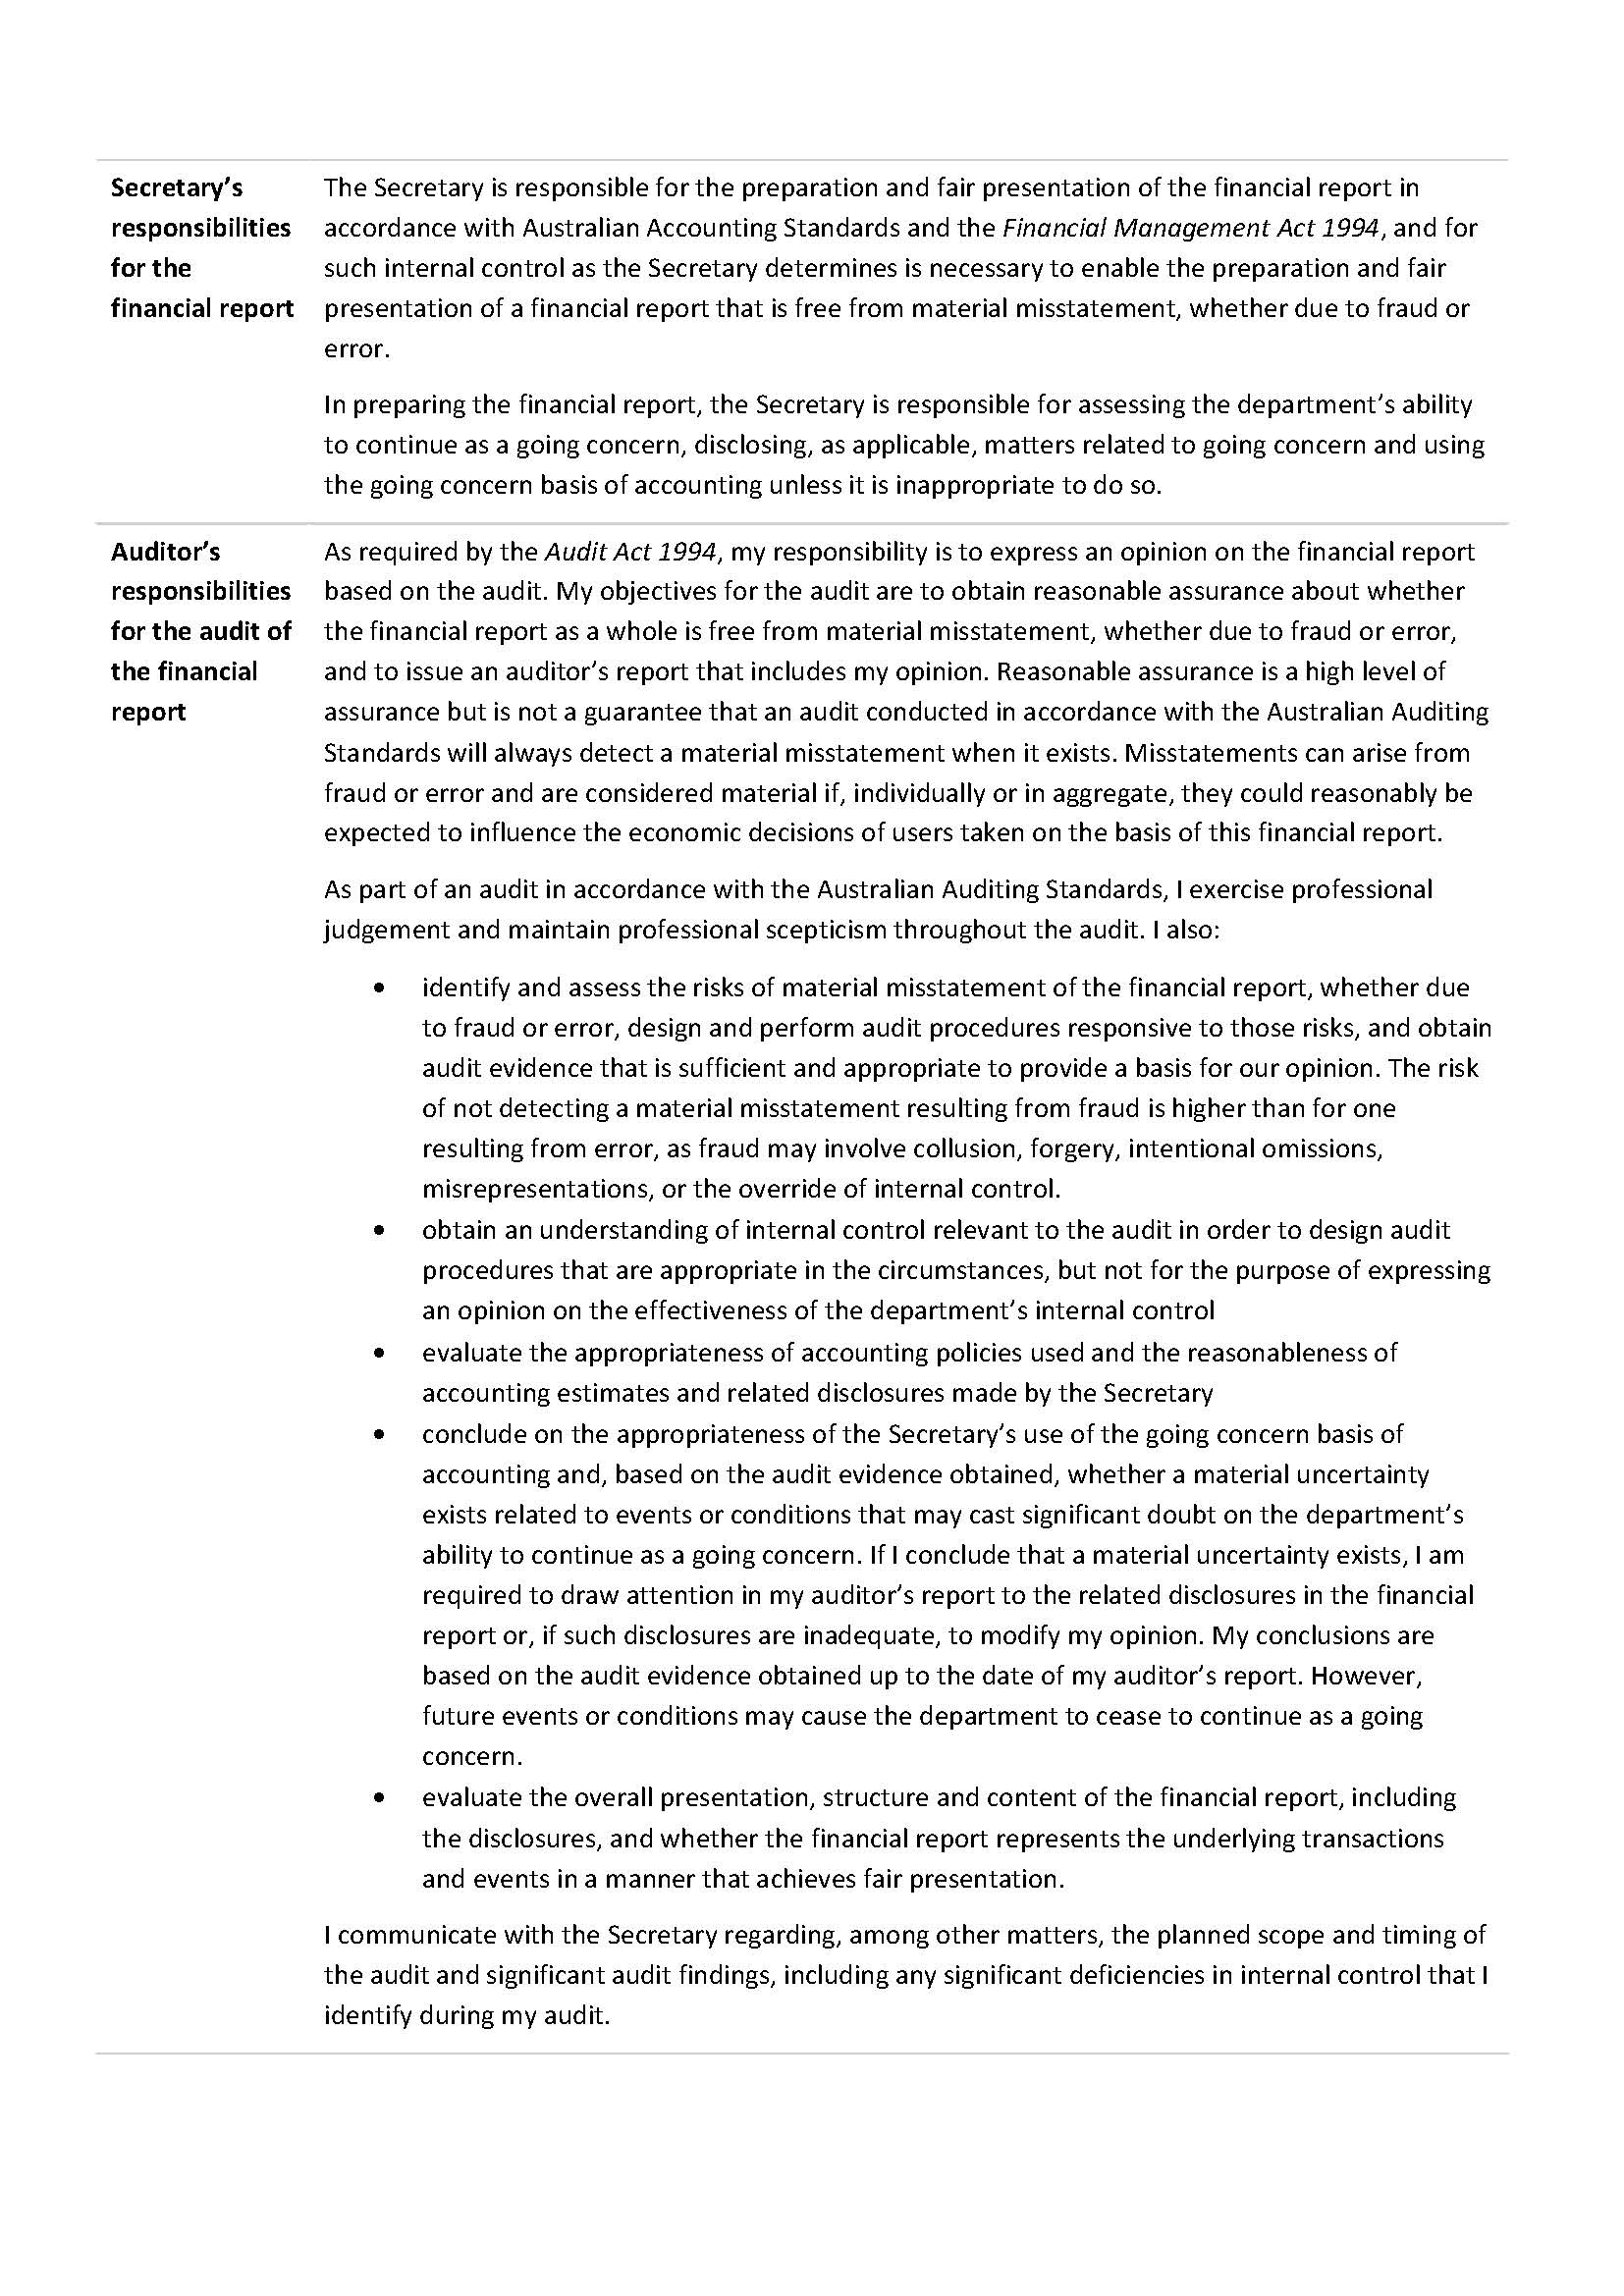 Secretary’s
responsibilities
for the
financial report
The Secretary is responsible for the preparation and fair presentation of the financial report in
accordance with Australian Accounting Standards and the Financial Management Act 1994, and for
such internal control as the Secretary determines is necessary to enable the preparation and fair
presentation of a financial report that is free from material misstatement, whether due to fraud or
error.
In preparing the financial report, the Secretary is responsible for assessing the department’s ability
to continue as a going concern, disclosing, as applicable, matters related to going concern and using
the going concern basis of accounting unless it is inappropriate to do so.
Auditor’s
responsibilities
for the audit of
the financial
report
As required by the Audit Act 1994, my responsibility is to express an opinion on the financial report
based on the audit. My objectives for the audit are to obtain reasonable assurance about whether
the financial report as a whole is free from material misstatement, whether due to fraud or error,
and to issue an auditor’s report that includes my opinion. Reasonable assurance is a high level of
assurance but is not a guarantee that an audit conducted in accordance with the Australian Auditing
Standards will always detect a material misstatement when it exists. Misstatements can arise from
fraud or error and are considered material if, individually or in aggregate, they could reasonably be
expected to influence the economic decisions of users taken on the basis of this financial report.
As part of an audit in accordance with the Australian Auditing Standards, I exercise professional
judgement and maintain professional scepticism throughout the audit. I also:
• identify and assess the risks of material misstatement of the financial report, whether due
to fraud or error, design and perform audit procedures responsive to those risks, and obtain
audit evidence that is sufficient and appropriate to provide a basis for our opinion. The risk
of not detecting a material misstatement resulting from fraud is higher than for one
resulting from error, as fraud may involve collusion, forgery, intentional omissions,
misrepresentations, or the override of internal control.
• obtain an understanding of internal control relevant to the audit in order to design audit
procedures that are appropriate in the circumstances, but not for the purpose of expressing
an opinion on the effectiveness of the department’s internal control
• evaluate the appropriateness of accounting policies used and the reasonableness of
accounting estimates and related disclosures made by the Secretary
• conclude on the appropriateness of the Secretary’s use of the going concern basis of
accounting and, based on the audit evidence obtained, whether a material uncertainty
exists related to events or conditions that may cast significant doubt on the department’s
ability to continue as a going concern. If I conclude that a material uncertainty exists, I am
required to draw attention in my auditor’s report to the related disclosures in the financial
report or, if such disclosures are inadequate, to modify my opinion. My conclusions are
based on the audit evidence obtained up to the date of my auditor’s report. However,
future events or conditions may cause the department to cease to continue as a going
concern.
• evaluate the overall presentation, structure and content of the financial report, including
the disclosures, and whether the financial report represents the underlying transactions
and events in a manner that achieves fair presentation.
I communicate with the Secretary regarding, among other matters, the planned scope and timing of
the audit and significant audit findings, including any significant deficiencies in internal control that I
identify during my audit.